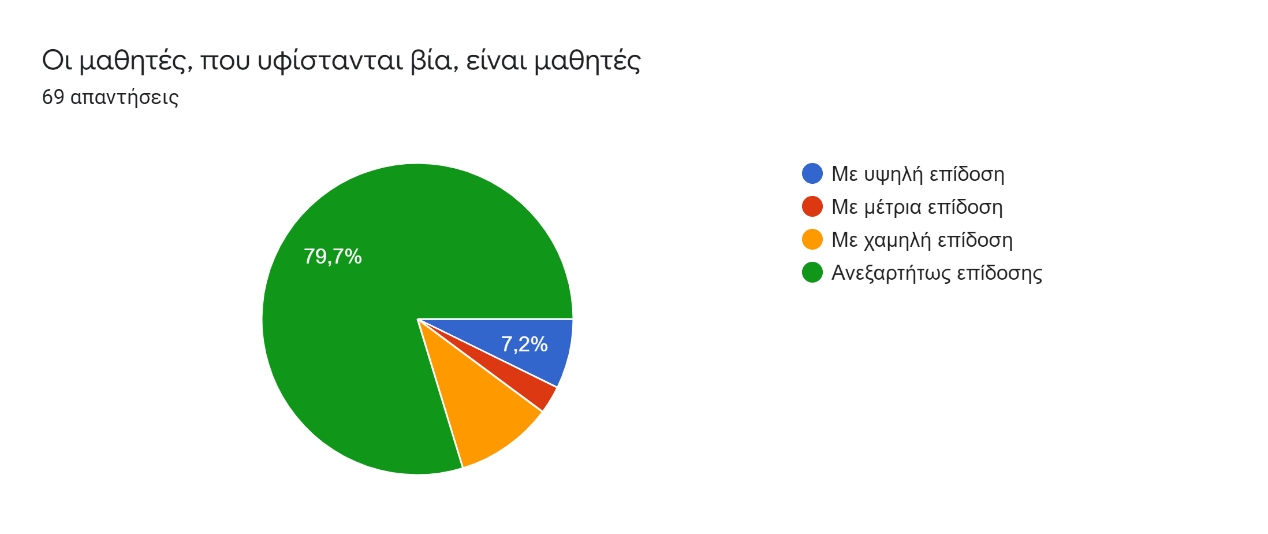 Οι μαθητές, που υφίστανται βία, είναι μαθητές
69 απαντήσεις
79,7%
7,2%
Με υψηλή επίδοση
Με μέτρια επίδοση
Με χαμηλή επίδοση
Ανεξαρτήτως επίδοσης